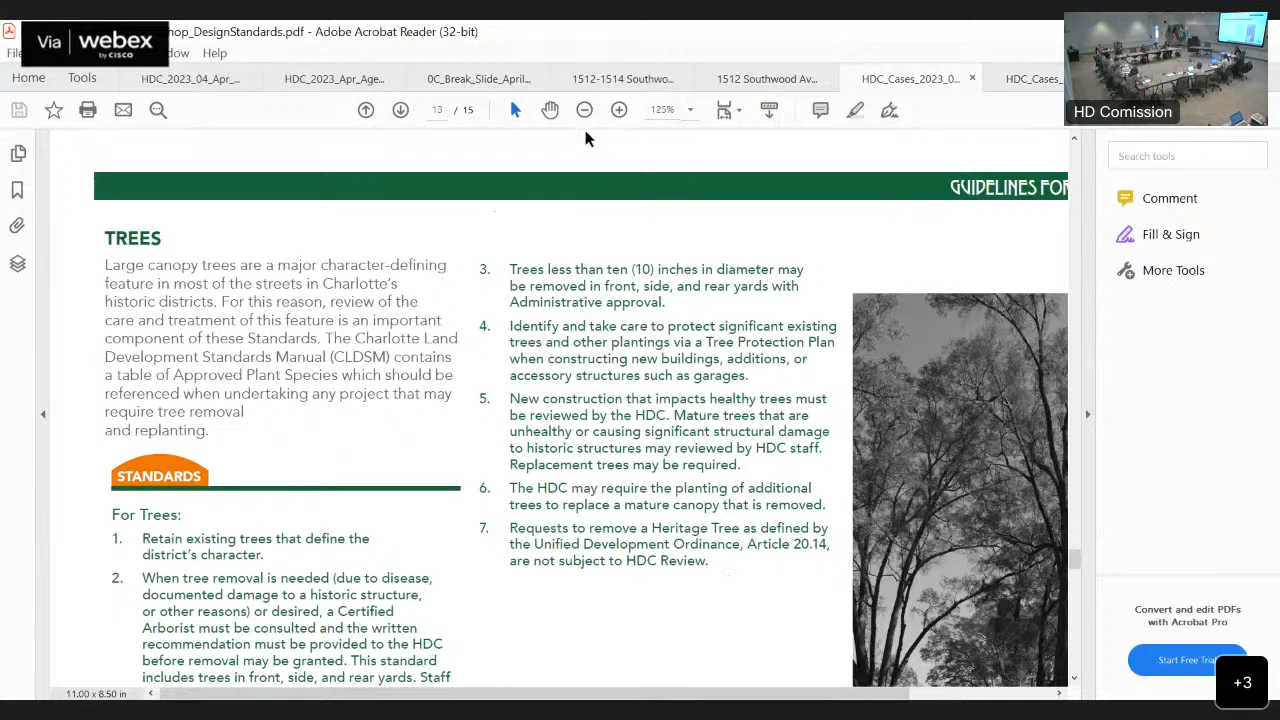 Via webex
by CISCO
hop_DesignStandards.pdf - Adobe Acrobat Reader (32-bit)
dow Help
Home Tools HDC_2023_04_Apr_... HDC_2023_Apr_Age... 0C_Break_Slide_April... 1512-1514 Southwo... 1512 Southwood Av... HDC_Cases_2023_0... × HDC_Cases_
13 / 15 125%
HD Comission
Search tools
Comment
Fill & Sign
More Tools
GUIDELINES FOR
TREES
Large canopy trees are a major character-defining
feature in most of the streets in Charlotte's
historic districts. For this reason, review of the
care and treatment of this feature is an important
component of these Standards. The Charlotte Land
Development Standards Manual (CLDSM) contains
a table of Approved Plant Species which should be
referenced when undertaking any project that may
require tree removal
and replanting.
STANDARDS
For Trees:
1. Retain existing trees that define the
district's character.
2. When tree removal is needed (due to disease,
documented damage to a historic structure,
or other reasons) or desired, a Certified
Arborist must be consulted and the written
recommendation must be provided to the HDC
before removal may be granted. This standard
includes trees in front, side, and rear yards. Staff
3. Trees less than ten (10) inches in diameter may
be removed in front, side, and rear yards with
Administrative approval.
4. Identify and take care to protect significant existing
trees and other plantings via a Tree Protection Plan
when constructing new buildings, additions, or
accessory structures such as garages.
5. New construction that impacts healthy trees must
be reviewed by the HDC. Mature trees that are
unhealthy or causing significant structural damage
to historic structures may reviewed by HDC staff.
Replacement trees may be required.
6. The HDC may require the planting of additional
trees to replace a mature canopy that is removed.
7. Requests to remove a Heritage Tree as defined by
the Unified Development Ordinance, Article 20.14,
are not subject to HDC Review.
Convert and edit PDFs
with Acrobat Pro
Start Free Trial
+3
11.00 x 8.50 in